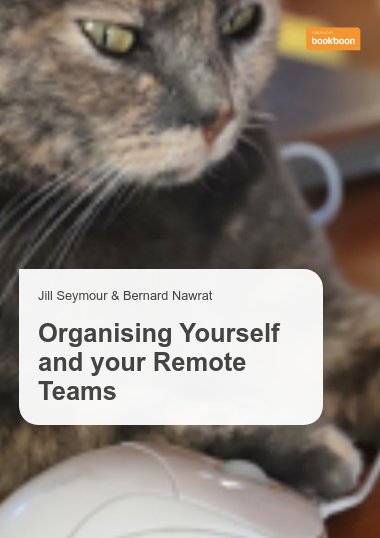 bookboon
Jill Seymour & Bernard Nawrat
Organising Yourself
and your Remote
Teams